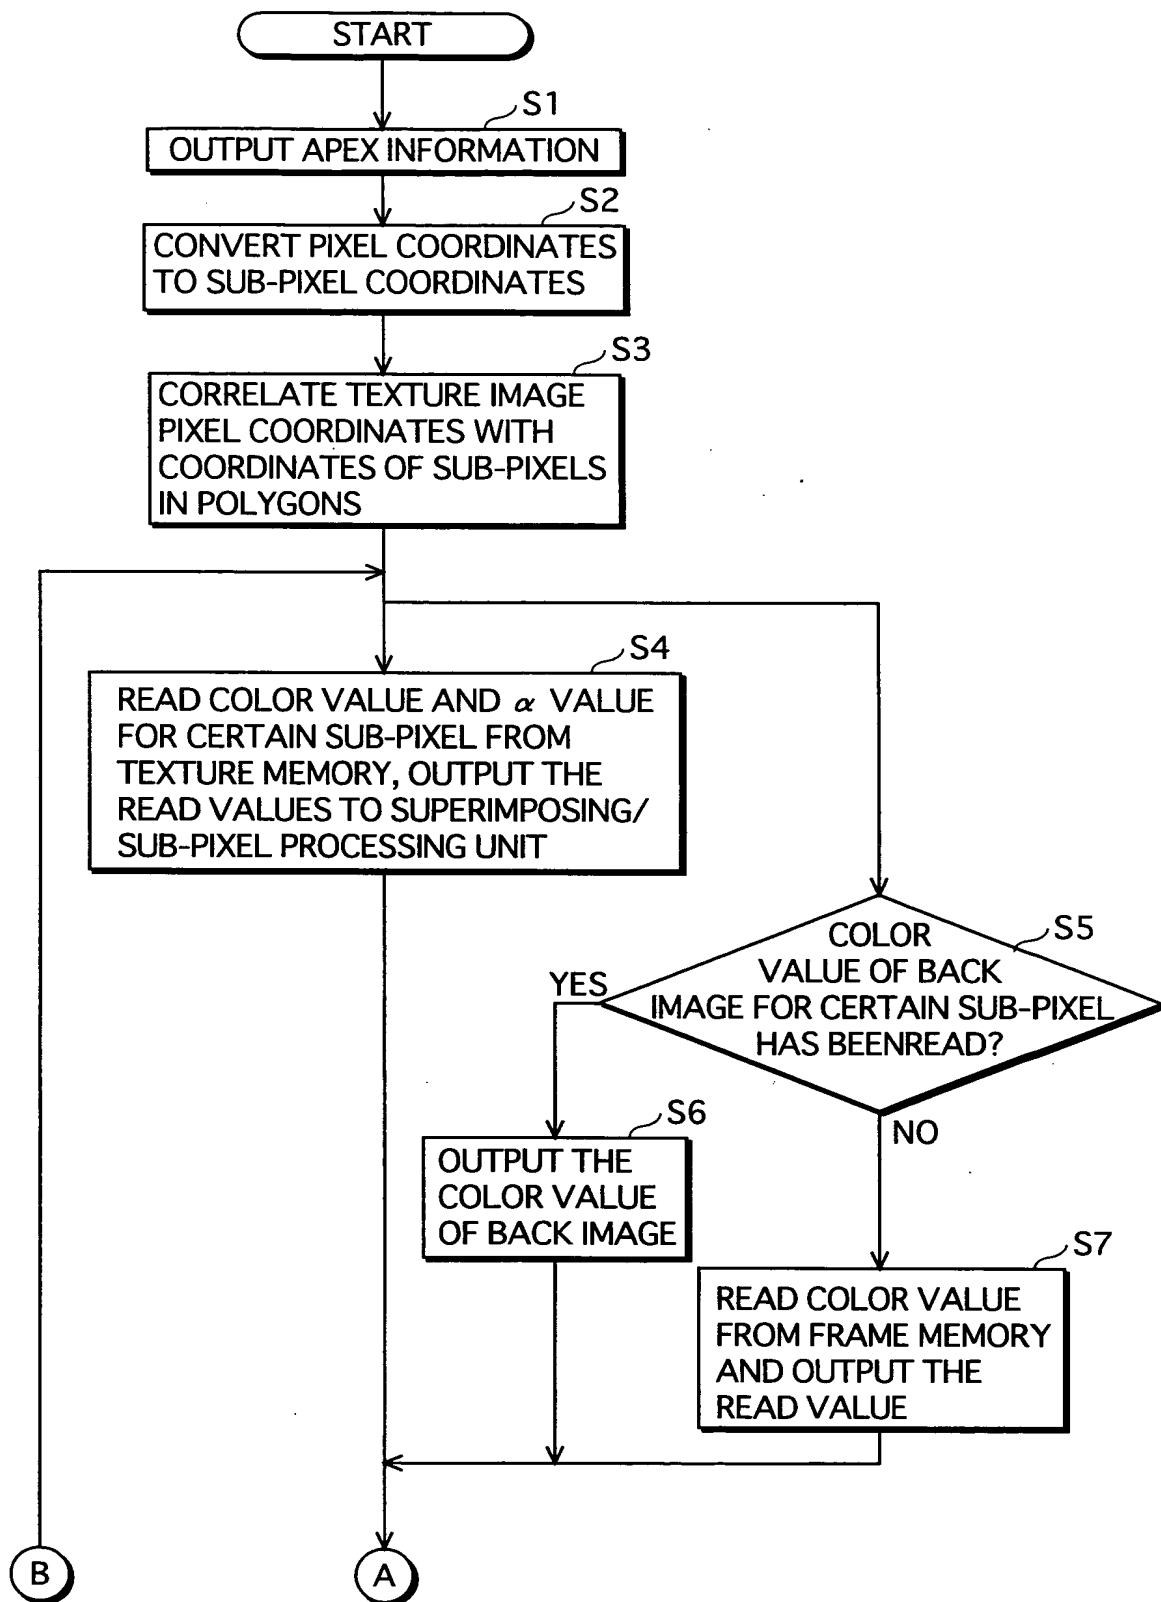 START
S1
OUTPUT APEX INFORMATION
S2
CONVERT PIXEL COORDINATES
TO SUB-PIXEL COORDINATES
S3
CORRELATE TEXTURE IMAGE
PIXEL COORDINATES WITH
COORDINATES OF SUB-PIXELS
IN POLYGONS
S4
READ COLOR VALUE AND α VALUE
FOR CERTAIN SUB-PIXEL FROM
TEXTURE MEMORY, OUTPUT THE
READ VALUES TO SUPERIMPOSING/
SUB-PIXEL PROCESSING UNIT
S5
COLOR
VALUE OF BACK
IMAGE FOR CERTAIN SUB-PIXEL
HAS BEENREAD?
YES
NO
S6
OUTPUT THE
COLOR VALUE
OF BACK IMAGE
S7
READ COLOR VALUE
FROM FRAME MEMORY
AND OUTPUT THE
READ VALUE
B
A